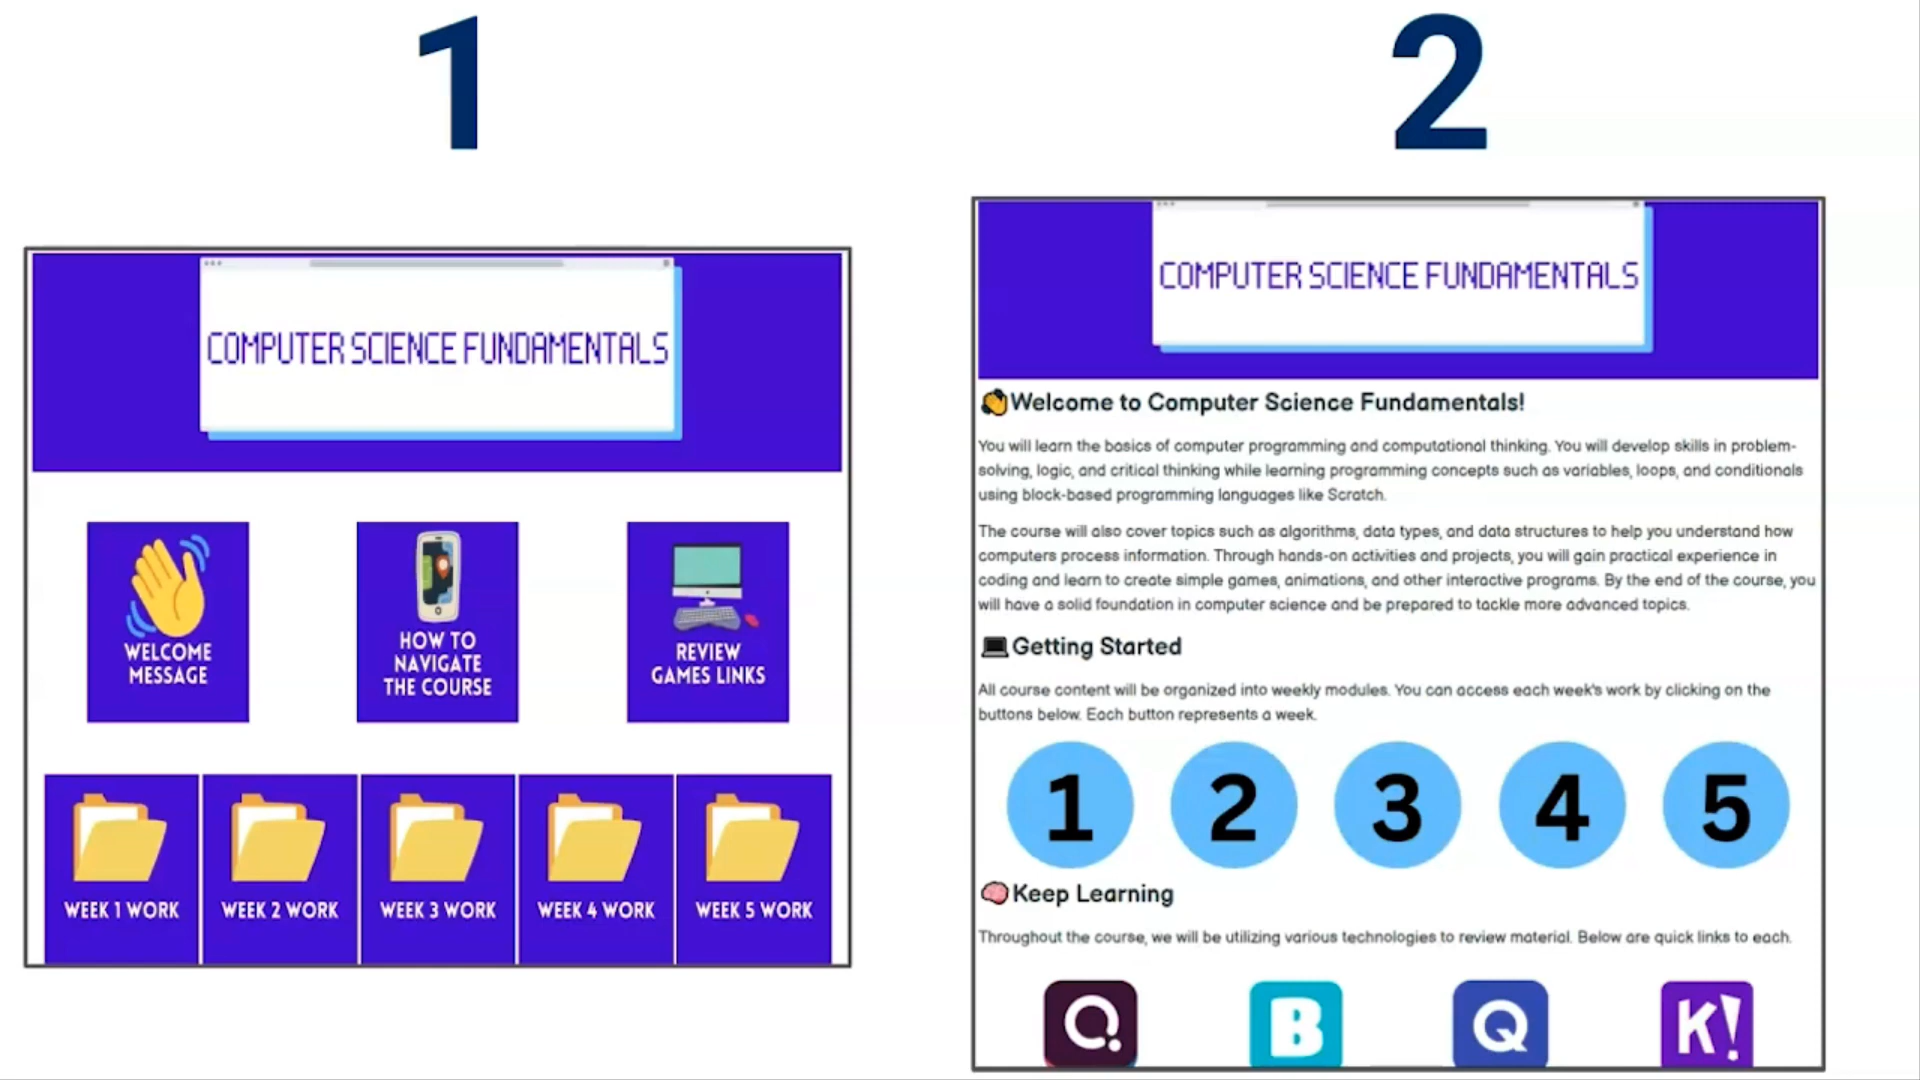 1
COMPUTER SCIENCE FUNDAMENTALS
WELCOME
MESSAGE
HOW TO
NAVIGATE
THE COURSE
REVIEW
GAMES LINKS
WEEK 1 WORK
WEEK 2 WORK
WEEK 3 WORK
WEEK 4 WORK
WEEK 5 WORK
2
COMPUTER SCIENCE FUNDAMENTALS
Welcome to Computer Science Fundamentals!
You will learn the basics of computer programming and computational thinking. You will develop skills in problem-
solving, logic, and critical thinking while learning programming concepts such as variables, loops, and conditionals
using block-based programming languages like Scratch.
The course will also cover topics such as algorithms, data types, and data structures to help you understand how
computers process information. Through hands-on activities and projects, you will gain practical experience in
coding and learn to create simple games, animations, and other interactive programs. By the end of the course, you
will have a solid foundation in computer science and be prepared to tackle more advanced topics.
Getting Started
All course content will be organized into weekly modules. You can access each week's work by clicking on the
buttons below. Each button represents a week.
1 2 3 4 5
Keep Learning
Throughout the course, we will be utilizing various technologies to review material. Below are quick links to each.
Q. B Q K!